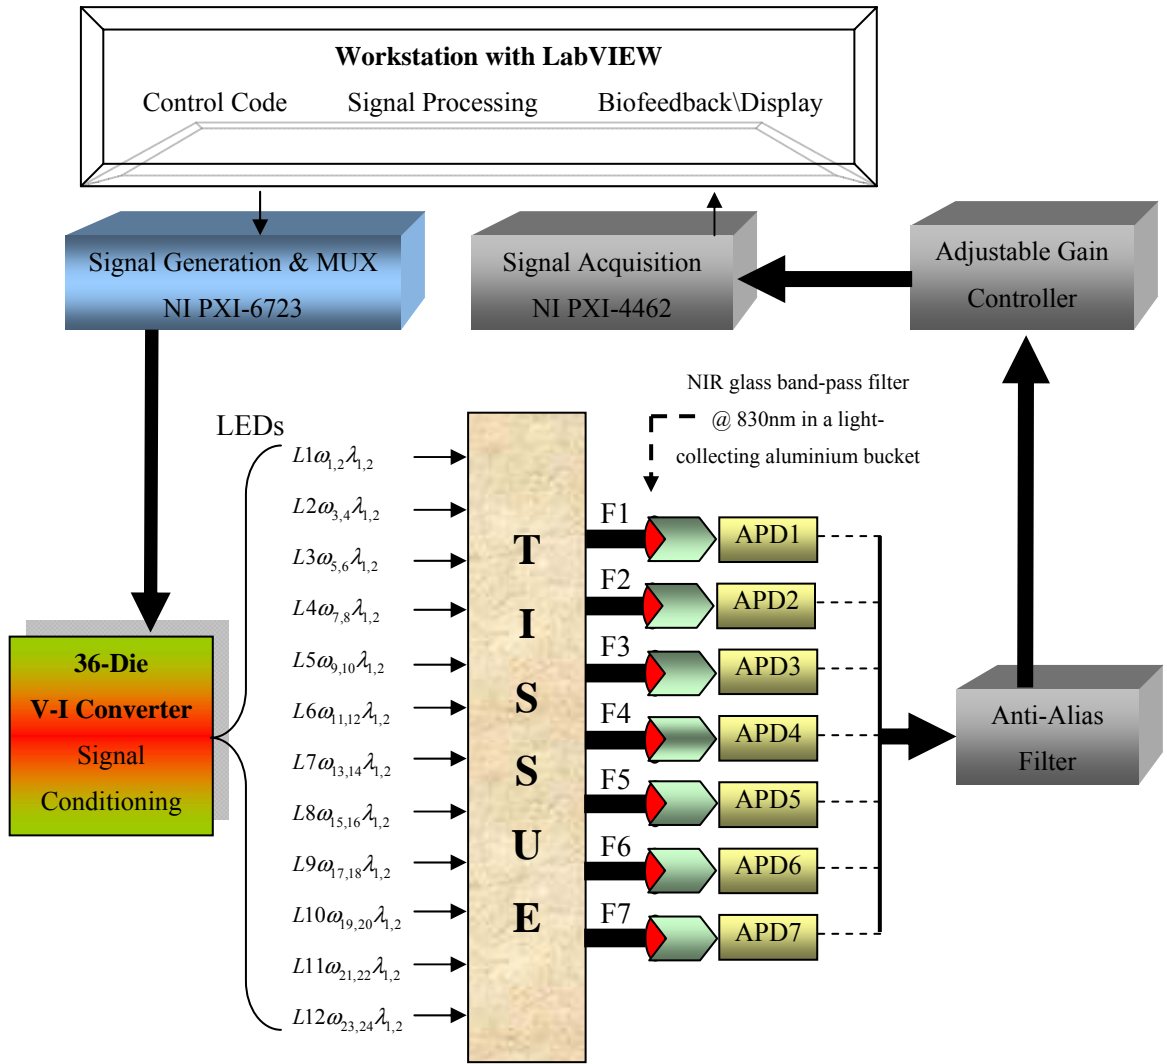 Workstation with LabVIEW
Control Code Signal Processing Biofeedback\Display
Signal Generation & MUX
NI PXI-6723
Signal Acquisition
NI PXI-4462
Adjustable Gain
Controller
NIR glass band-pass filter
@ 830nm in a light-
collecting aluminium bucket
LEDs
L1ω1,2λ1,2
L2ω3,4λ1,2
L3ω5,6λ1,2
L4ω7,8λ1,2
L5ω9,10λ1,2
L6ω11,12λ1,2
L7ω13,14λ1,2
L8ω15,16λ1,2
L9ω17,18λ1,2
L10ω19,20λ1,2
L11ω21,22λ1,2
L12ω23,24λ1,2
36-Die
V-I Converter
Signal
Conditioning
T
I
S
S
U
E
F1 APD1
F2 APD2
F3 APD3
F4 APD4
F5 APD5
F6 APD6
F7 APD7
Anti-Alias
Filter